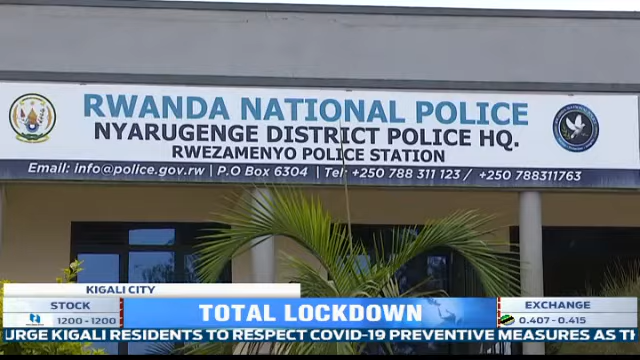 RWANDA NATIONAL POLICE
NYARUGENGE DISTRICT POLICE HQ.
RWEZAMENYO POLICE STATION
Email: info@police.gov.rw | P.O Box 6304 | Tel: +250 788 311 123 / +250 788311763
KIGALI CITY
STOCK
1200 -1200
TOTAL LOCKDOWN
EXCHANGE
0.407 -0.415
URGE KIGALI RESIDENTS TO RESPECT COVID-19 PREVENTIVE MEASURES AS TH